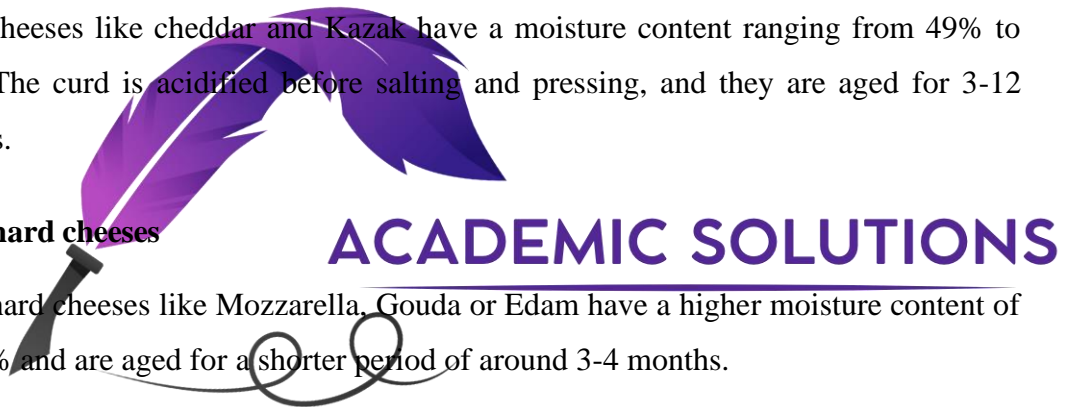 heeses like cheddar and Kazak have a moisture content ranging from 49% to
The curd is acidified before salting and pressing, and they are aged for 3-12
s.
hard cheeses
ACADEMIC SOLUTIONS
hard cheeses like Mozzarella, Gouda or Edam have a higher moisture content of
% and are aged for a shorter period of around 3-4 months.